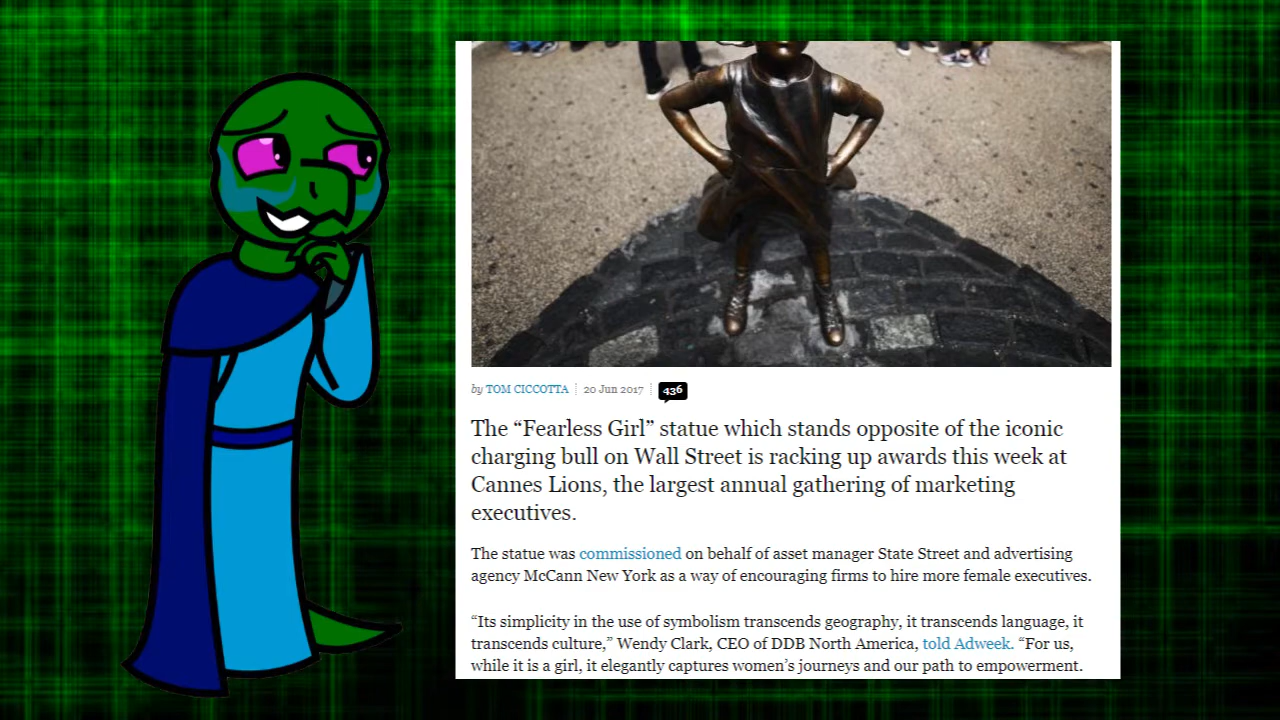 by TOM CICCOTTA | 20 Jun 2017 | 436
The “Fearless Girl” statue which stands opposite of the iconic
charging bull on Wall Street is racking up awards this week at
Cannes Lions, the largest annual gathering of marketing
executives.
The statue was commissioned on behalf of asset manager State Street and advertising
agency McCann New York as a way of encouraging firms to hire more female executives.
“Its simplicity in the use of symbolism transcends geography, it transcends language, it
transcends culture,” Wendy Clark, CEO of DDB North America, told Adweek. “For us,
while it is a girl, it elegantly captures women’s journeys and our path to empowerment.